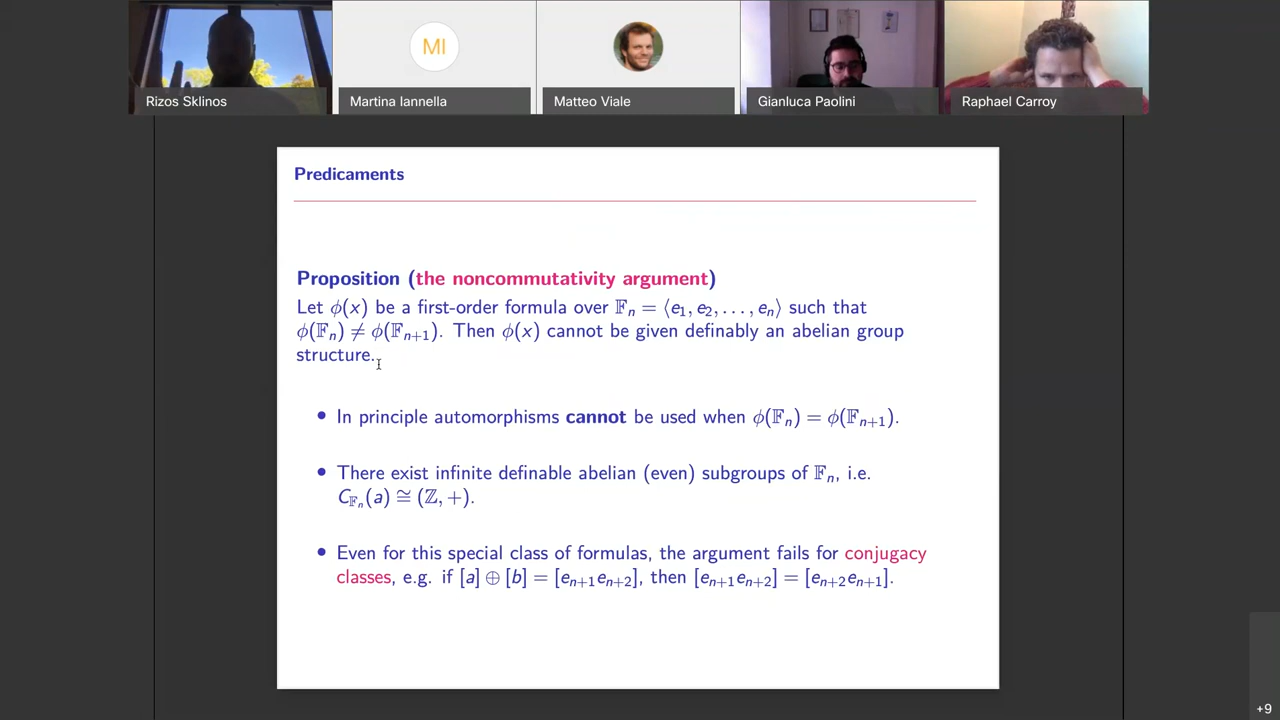 MI
Rizos Sklinos
Martina Iannella
Matteo Viale
Gianluca Paolini
Raphael Carroy
Predicaments
Proposition (the noncommutativity argument)
Let ϕ(x) be a first-order formula over 𝔽ₙ = ⟨e₁, e₂, . . . , eₙ⟩ such that
ϕ(𝔽ₙ) ≠ ϕ(𝔽ₙ₊₁). Then ϕ(x) cannot be given definably an abelian group
structure.
• In principle automorphisms cannot be used when ϕ(𝔽ₙ) = ϕ(𝔽ₙ₊₁).
• There exist infinite definable abelian (even) subgroups of 𝔽ₙ, i.e.
C_{𝔽ₙ}(a) ≅ (ℤ, +).
• Even for this special class of formulas, the argument fails for conjugacy
classes, e.g. if [a] ⊕ [b] = [eₙ₊₁eₙ₊₂], then [eₙ₊₁eₙ₊₂] = [eₙ₊₂eₙ₊₁].
+9